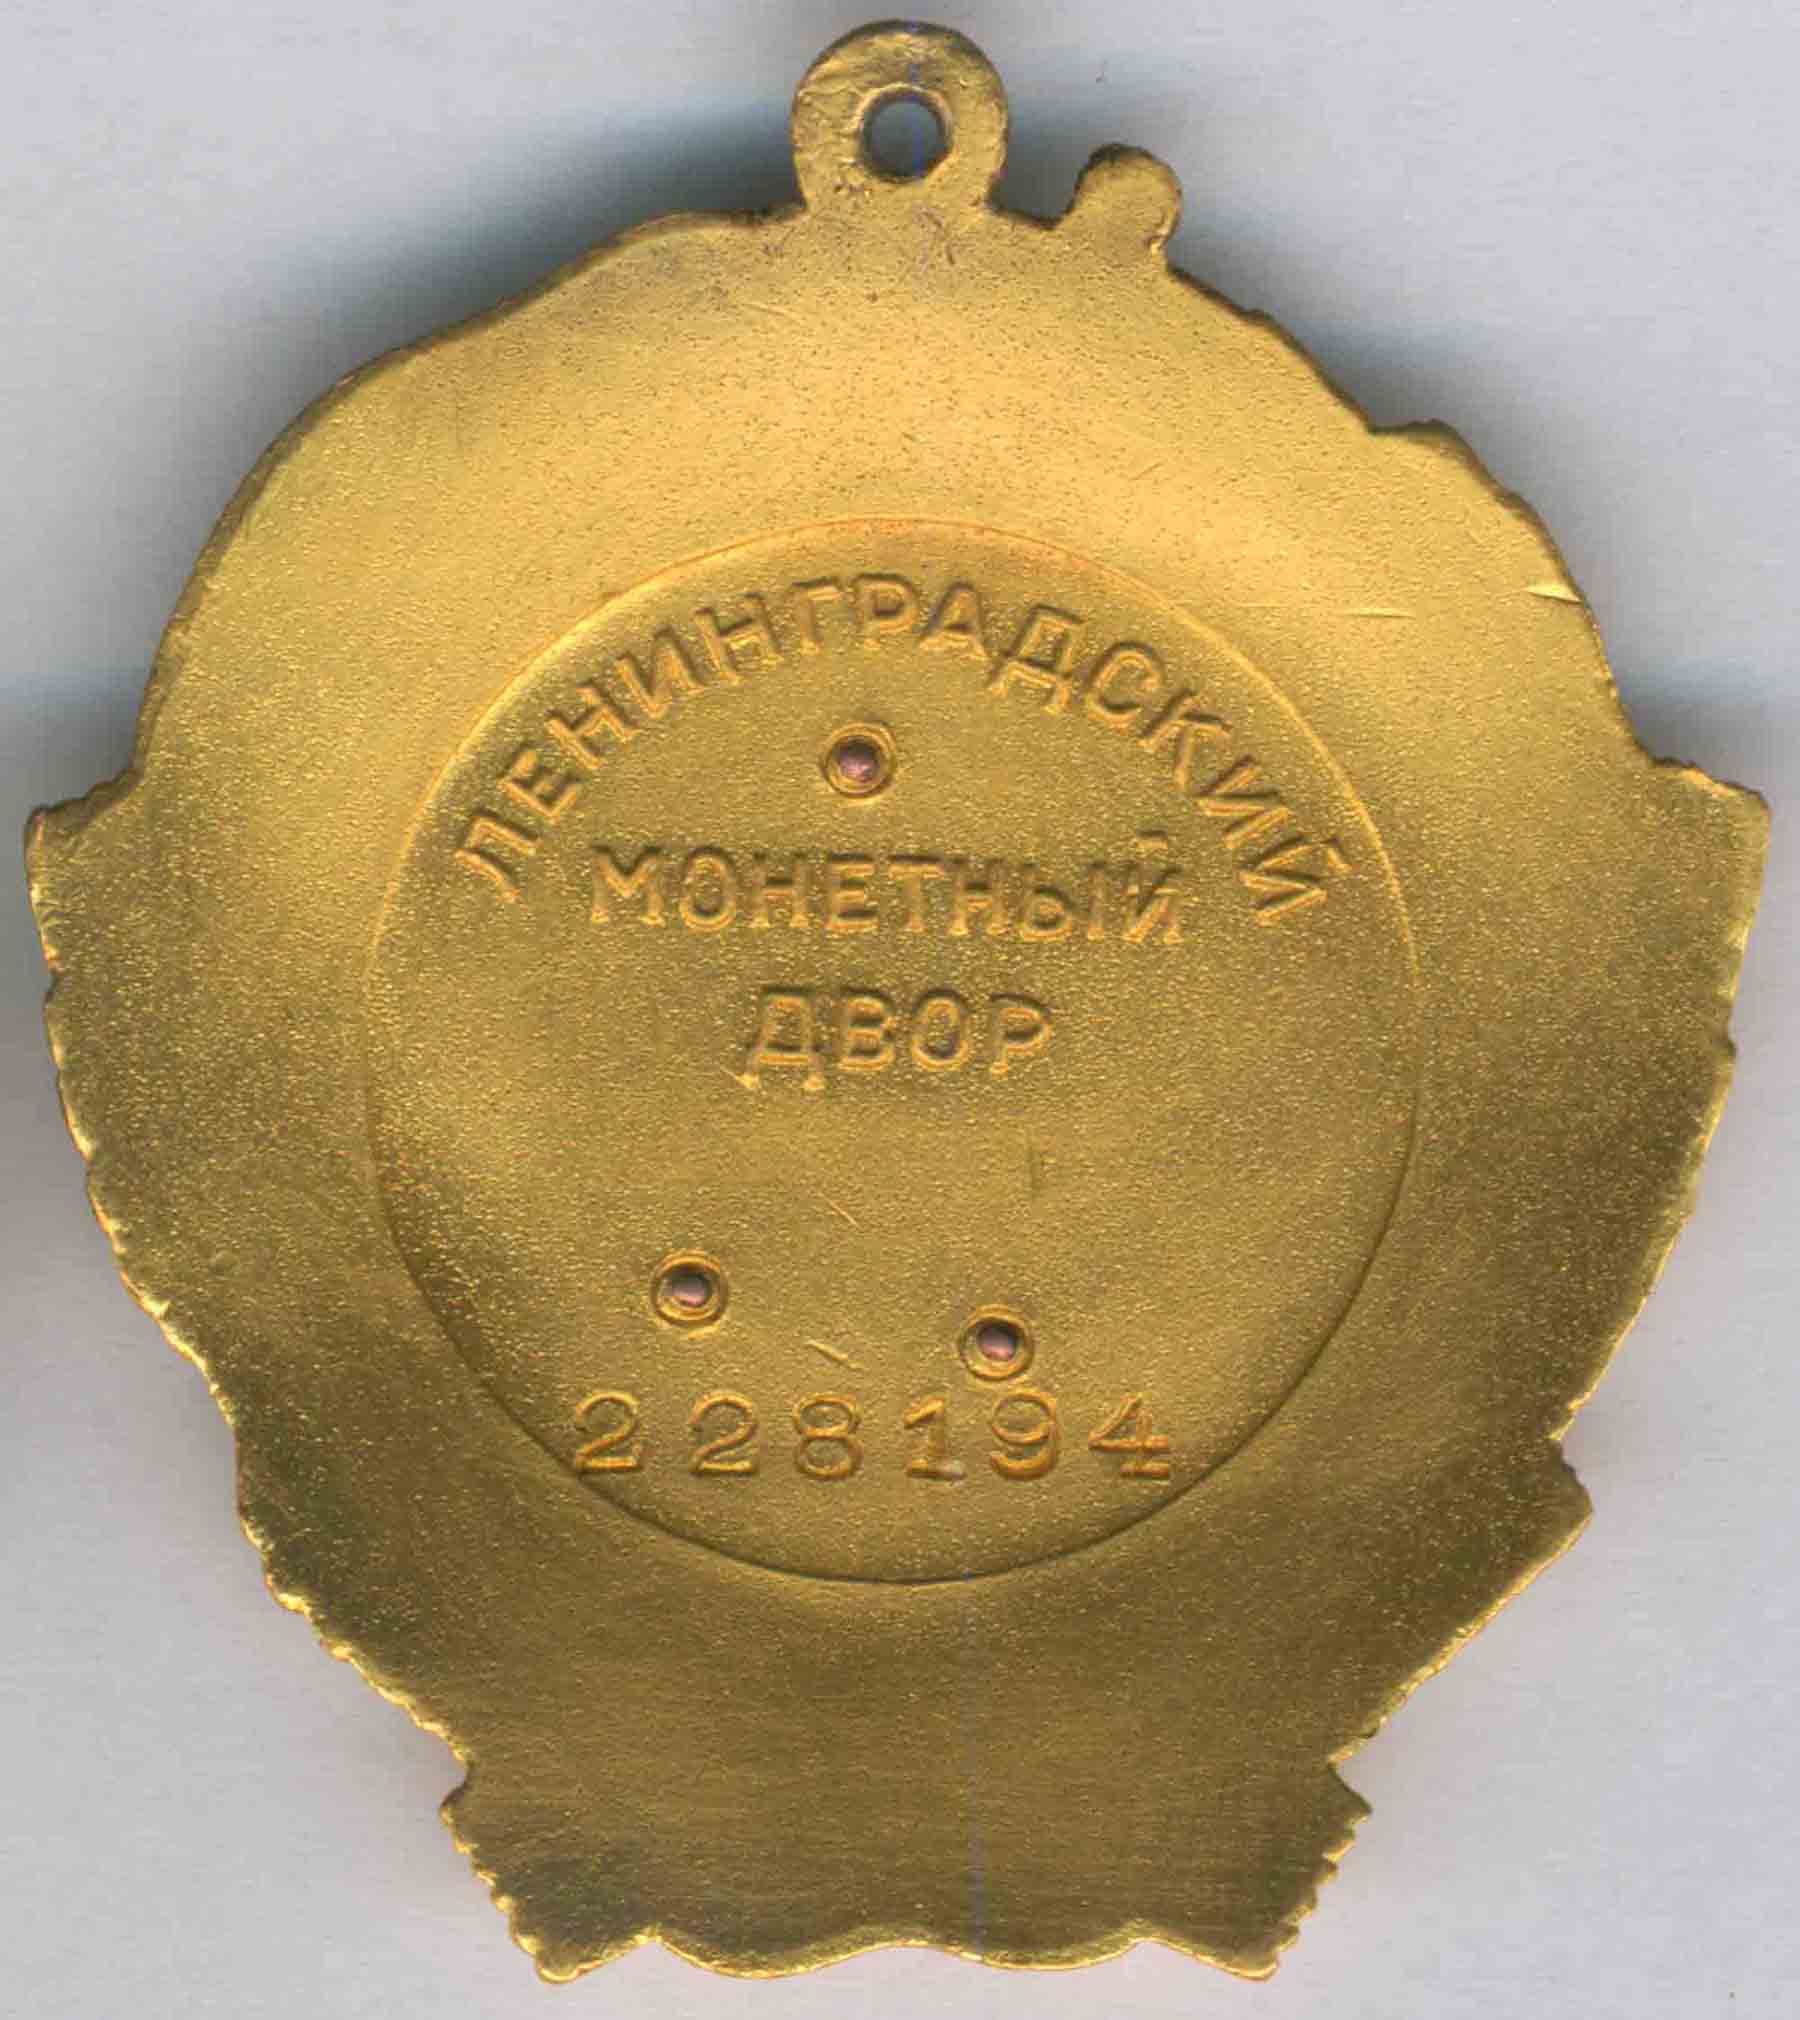 ЛЕНИНГРАДСКИЙ
МОНЕТНЫЙ
ДВОР
228194